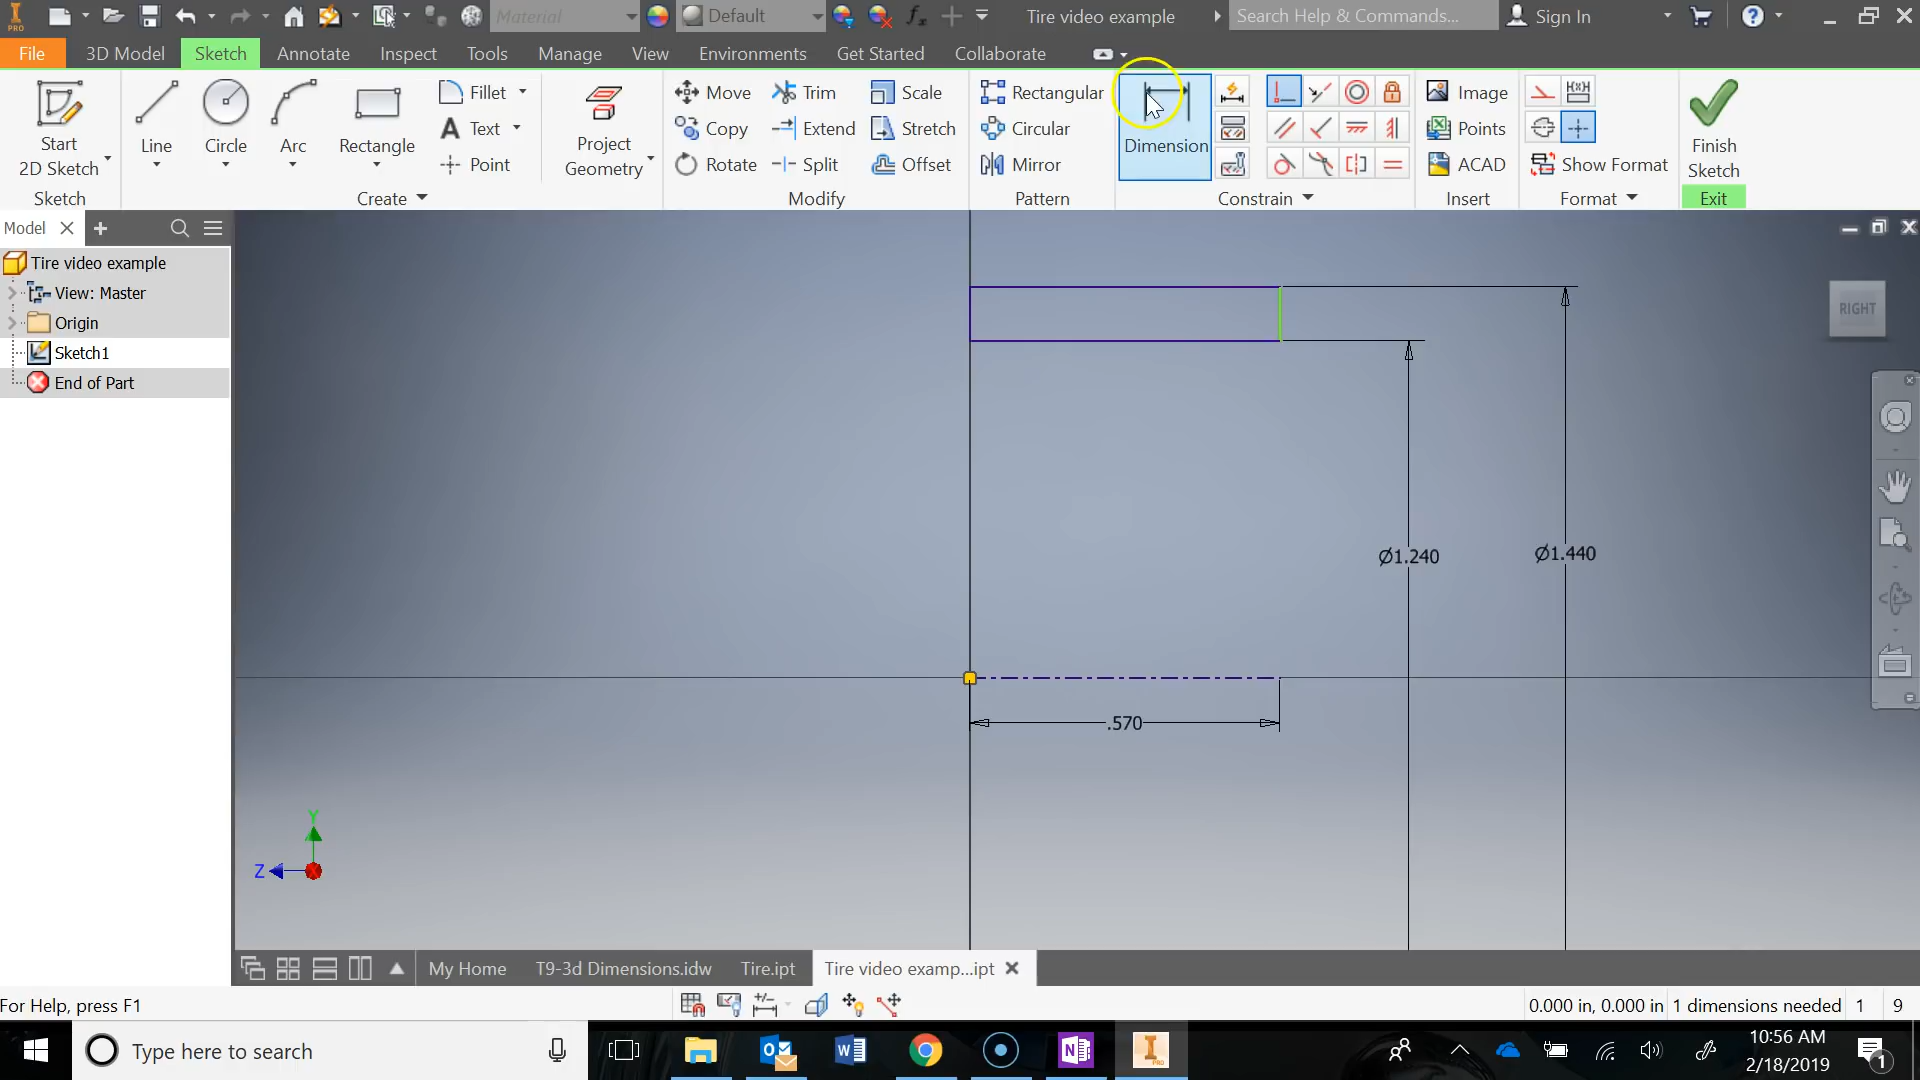 PRO Material Default fx Tire video example Search Help & Commands... Sign In
File 3D Model Sketch Annotate Inspect Tools Manage View Environments Get Started Collaborate
Start 2D Sketch
Line Circle Arc Rectangle
Fillet
Text
Point
Project Geometry
Move Trim Scale
Copy Extend Stretch
Rotate Split Offset
Rectangular
Circular
Mirror
Dimension
Image
Points
ACAD
Show Format
Finish Sketch
Sketch Create Modify Pattern Constrain Insert Format Exit
Model
Tire video example
View: Master
Origin
Sketch1
End of Part
RIGHT
Ø1.240 Ø1.440
.570
Y
Z
My Home T9-3d Dimensions.idw Tire.ipt Tire video examp...ipt
For Help, press F1 0.000 in, 0.000 in 1 dimensions needed 1 9
Type here to search
10:56 AM
2/18/2019
1